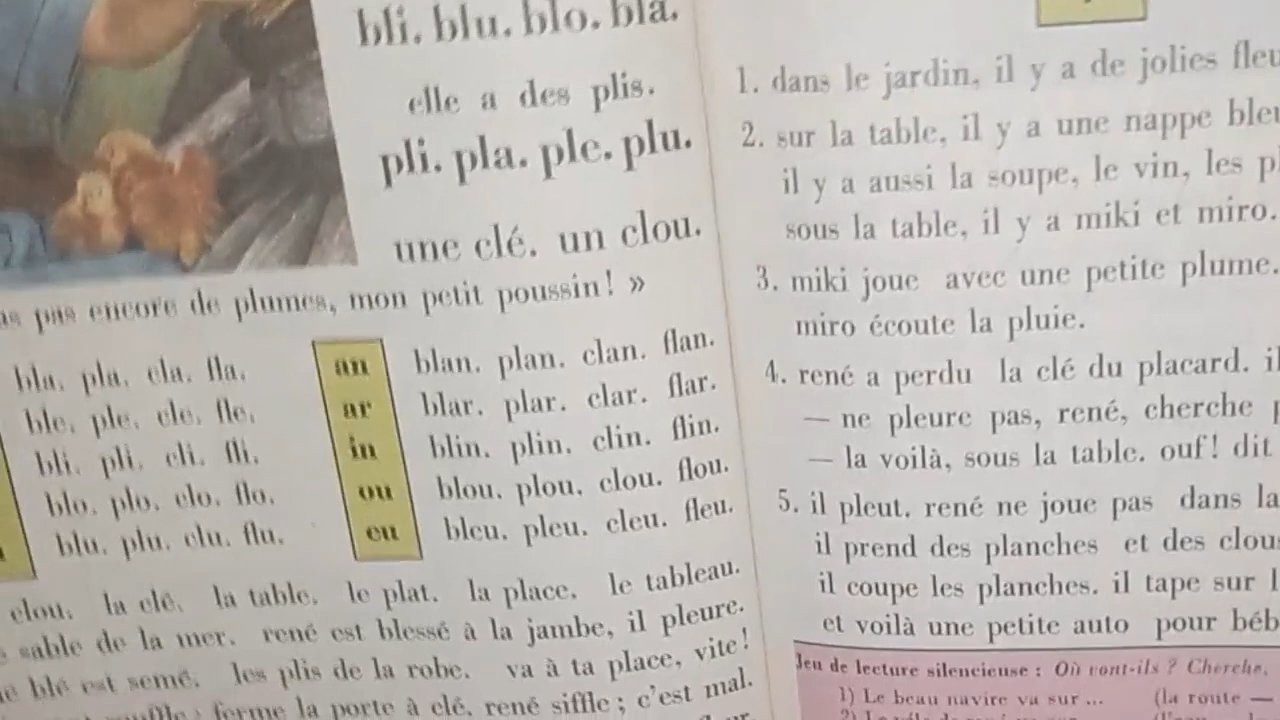 bli. blu. blo. bla.
elle a des plis.
pli. pla. ple. plu.
une clé. un clou.
pas encore de plumes, mon petit poussin! »
bla. pla. cla. fla.
ble. ple. cle. fle.
bli. pli. cli. fli.
blo. plo. clo. flo.
blu. plu. clu. flu.
an blan. plan. clan. flan.
ar blar. plar. clar. flar.
in blin. plin. clin. flin.
ou blou. plou. clou. flou.
eu bleu. pleu. cleu. fleu.
clou. la clé. la table. le plat. la place. le tableau.
sable de la mer. rené est blessé à la jambe, il pleure.
blé est semé. les plis de la robe. va à ta place, vite!
ferme la porte à clé. rené siffle ; c'est mal.
1. dans le jardin, il y a de jolies
2. sur la table, il y a une nappe
il y a aussi la soupe, le vin, les
sous la table, il y a miki et miro.
3. miki joue avec une petite plume.
miro écoute la pluie.
4. rené a perdu la clé du placard.
— ne pleure pas, rené, cherche
— la voilà, sous la table. ouf! dit
5. il pleut. rené ne joue pas dans la
il prend des planches et des
il coupe les planches. il tape sur
et voilà une petite auto pour
Jeu de lecture silencieuse : Où vont-ils ? Cherche,
1) Le beau navire va sur ... (la route —